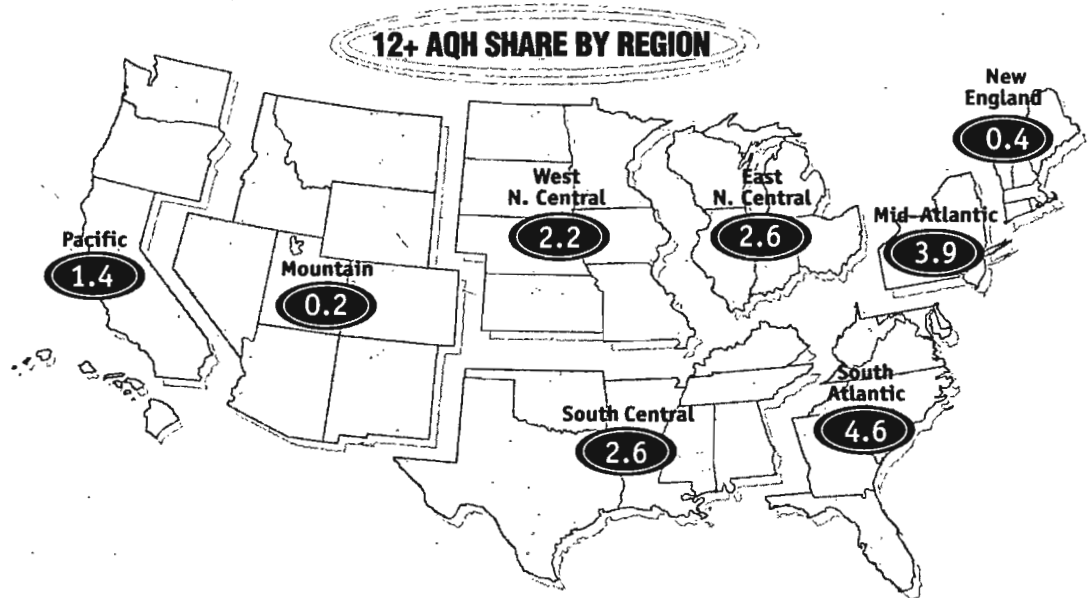 12+ AQH SHARE BY REGION
New
England
0.4
West
N. Central
2.2
East
N. Central
2.6
Mid-Atlantic
3.9
Pacific
1.4
Mountain
0.2
South Central
2.6
South
Atlantic
4.6